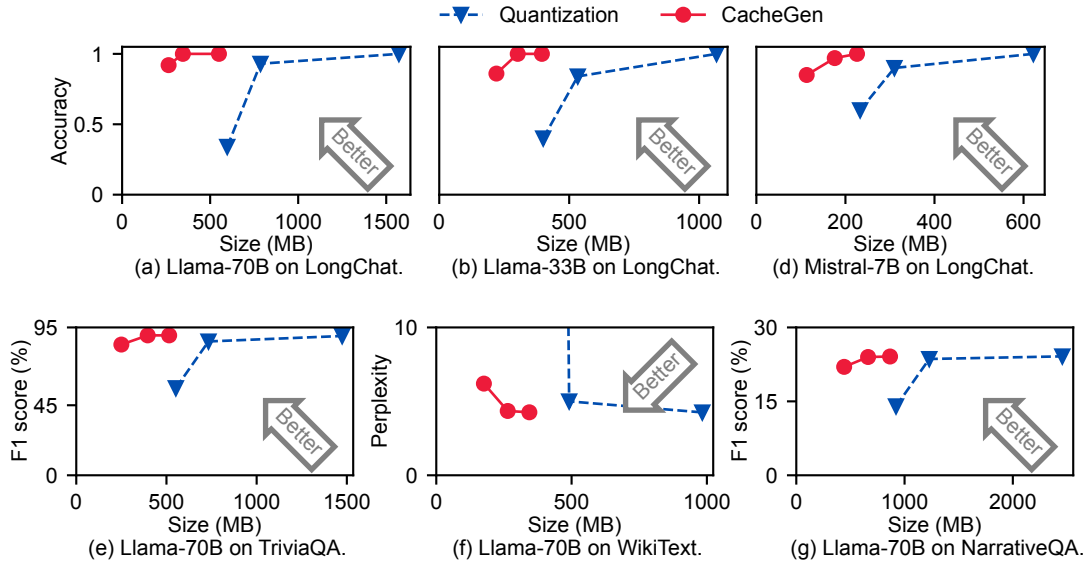 Quantization CacheGen
1
0.5
0
Accuracy
Better
0 500 1000 1500
Size (MB)
(a) Llama-70B on LongChat.
Better
0 500 1000
Size (MB)
(b) Llama-33B on LongChat.
Better
0 200 400 600
Size (MB)
(d) Mistral-7B on LongChat.
95
45
0
F1 score (%)
Better
0 500 1000 1500
Size (MB)
(e) Llama-70B on TriviaQA.
10
0
Perplexity
Better
0 500 1000
Size (MB)
(f) Llama-70B on WikiText.
30
15
0
F1 score (%)
Better
0 1000 2000
Size (MB)
(g) Llama-70B on NarrativeQA.